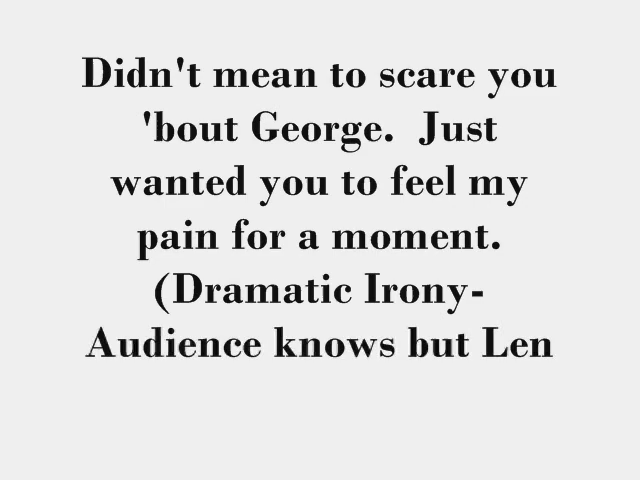 Didn't mean to scare you
'bout George.  Just
wanted you to feel my
pain for a moment.
(Dramatic Irony-
Audience knows but Len